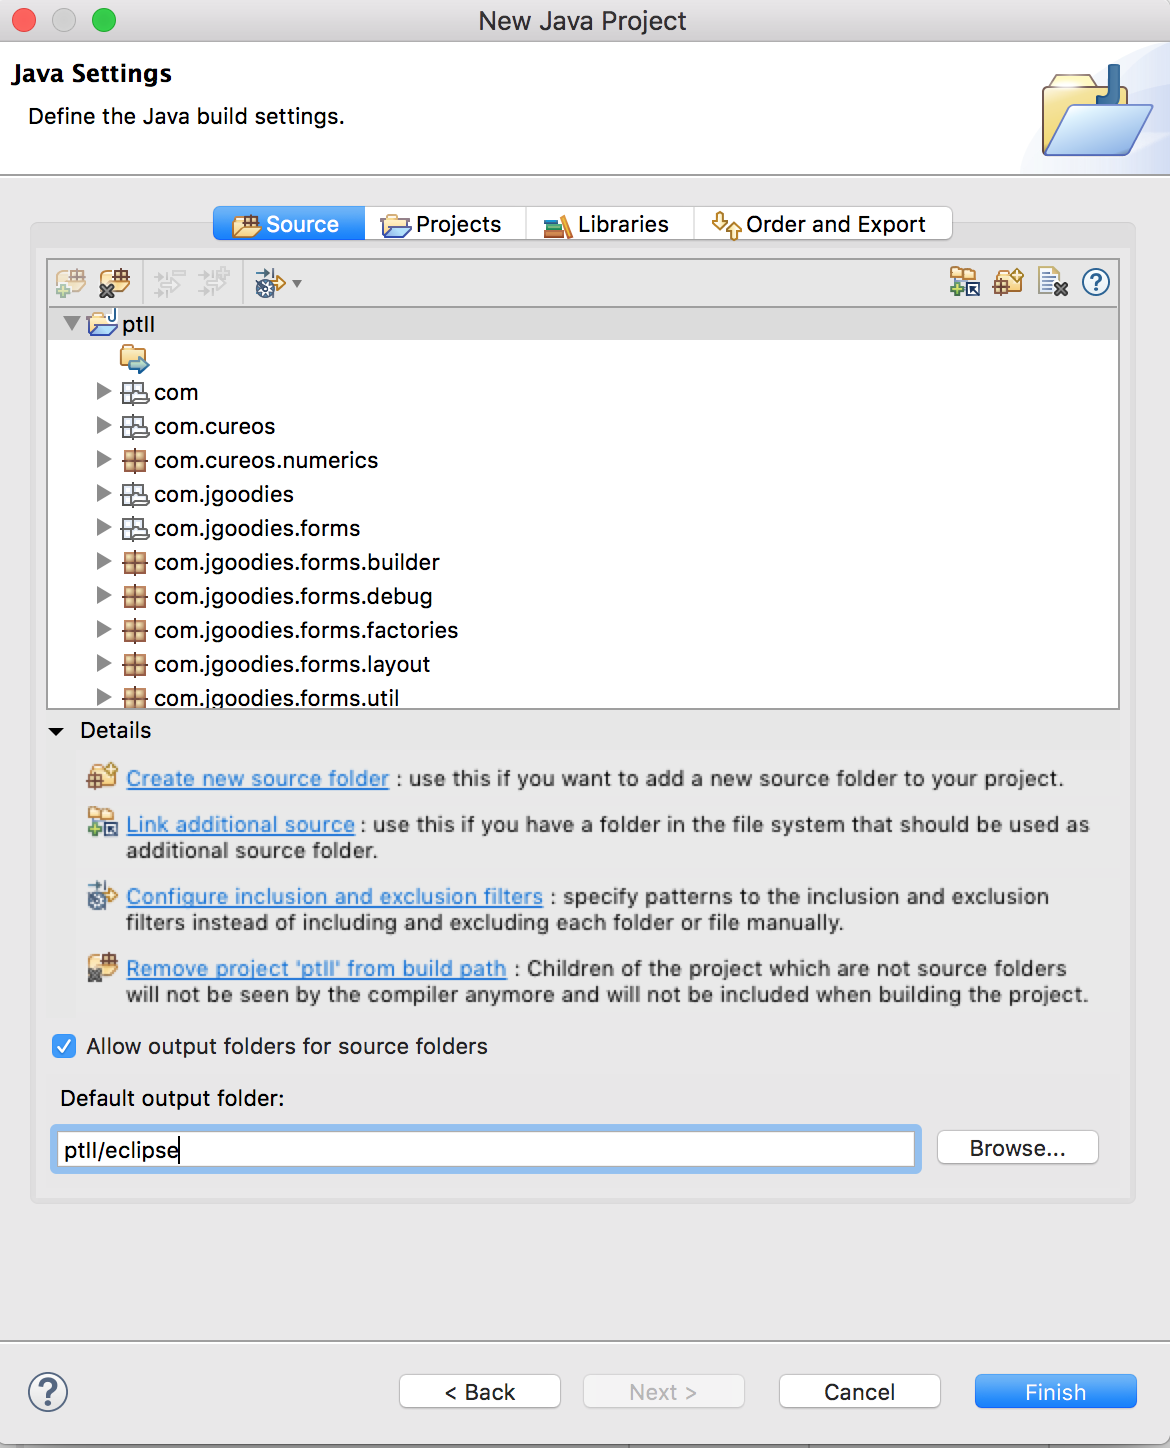 New Java Project
Java Settings
Define the Java build settings.
Source Projects Libraries Order and Export
ptII
com
com.cureos
com.cureos.numerics
com.jgoodies
com.jgoodies.forms
com.jgoodies.forms.builder
com.jgoodies.forms.debug
com.jgoodies.forms.factories
com.jgoodies.forms.layout
com.jgoodies.forms.util
Details
Create new source folder : use this if you want to add a new source folder to your project.
Link additional source : use this if you have a folder in the file system that should be used as
additional source folder.
Configure inclusion and exclusion filters : specify patterns to the inclusion and exclusion
filters instead of including and excluding each folder or file manually.
Remove project 'ptII' from build path : Children of the project which are not source folders
will not be seen by the compiler anymore and will not be included when building the project.
Allow output folders for source folders
Default output folder:
ptII/eclipse
Browse...
< Back Next > Cancel Finish